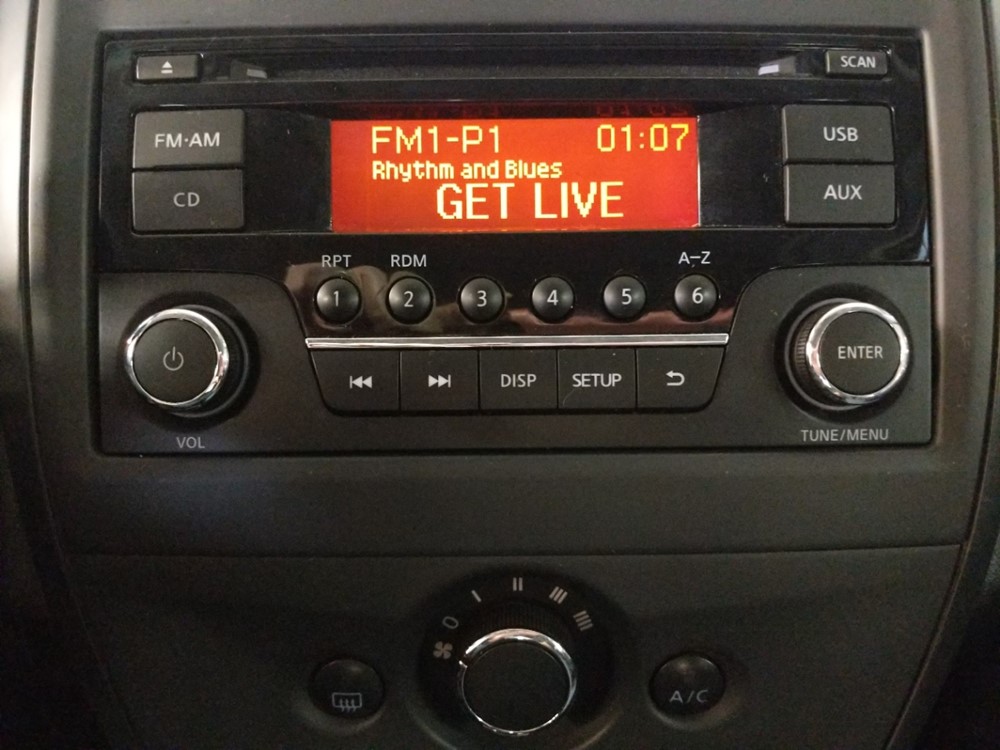 SCAN
FM·AM
CD
FM1-P1 01:07
Rhythm and Blues
GET LIVE
USB
AUX
RPT RDM A–Z
1 2 3 4 5 6
ENTER
DISP SETUP
VOL
TUNE/MENU
0 I II III IIII
A/C